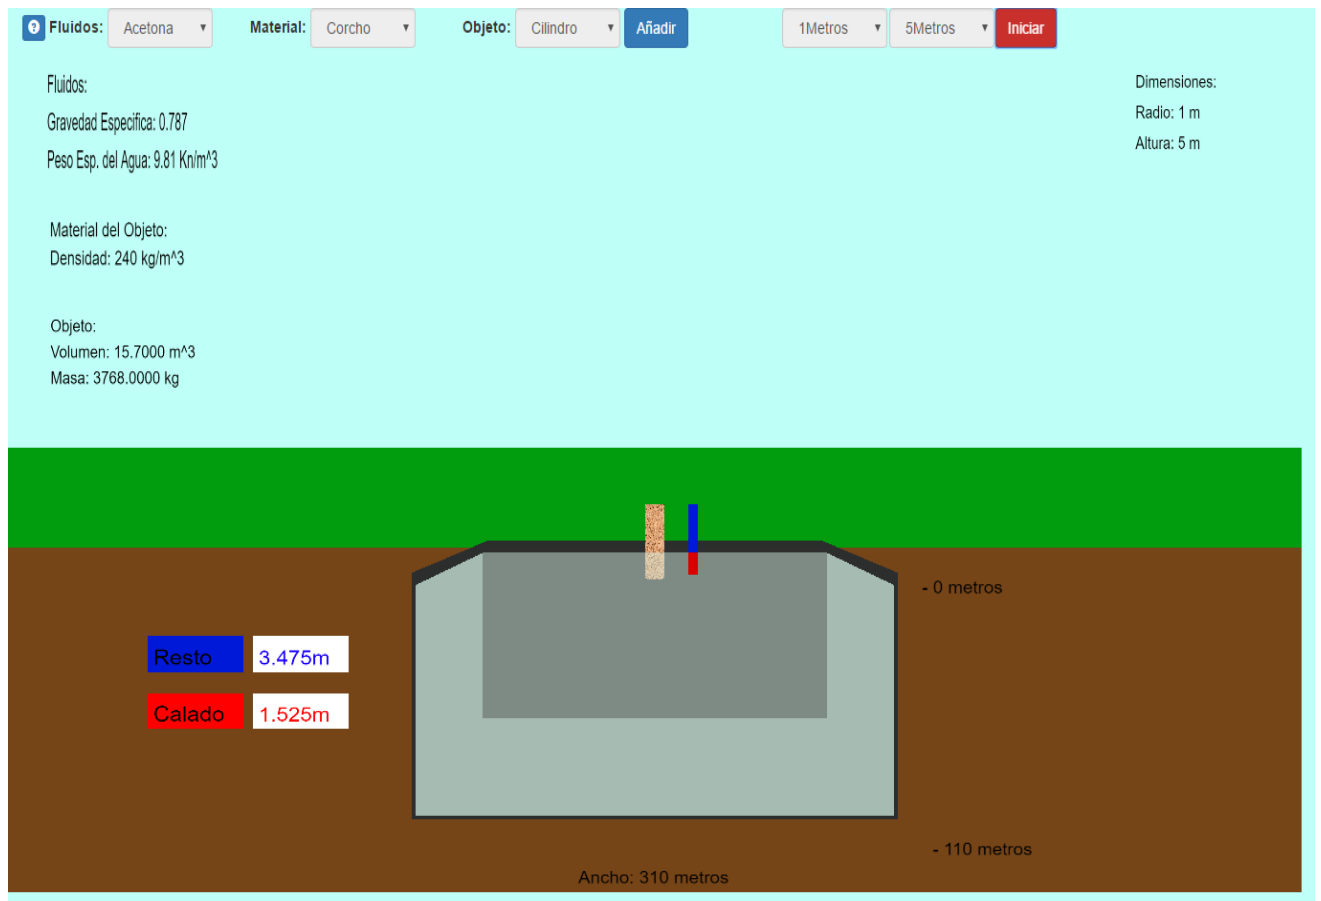 Fluidos: Acetona Material: Corcho Objeto: Cilindro Añadir 1Metros 5Metros Iniciar
Fluidos:
Gravedad Especifica: 0.787
Peso Esp. del Agua: 9.81 Kn/m^3
Dimensiones:
Radio: 1 m
Altura: 5 m
Material del Objeto:
Densidad: 240 kg/m^3
Objeto:
Volumen: 15.7000 m^3
Masa: 3768.0000 kg
- 0 metros
Resto 3.475m
Calado 1.525m
- 110 metros
Ancho: 310 metros